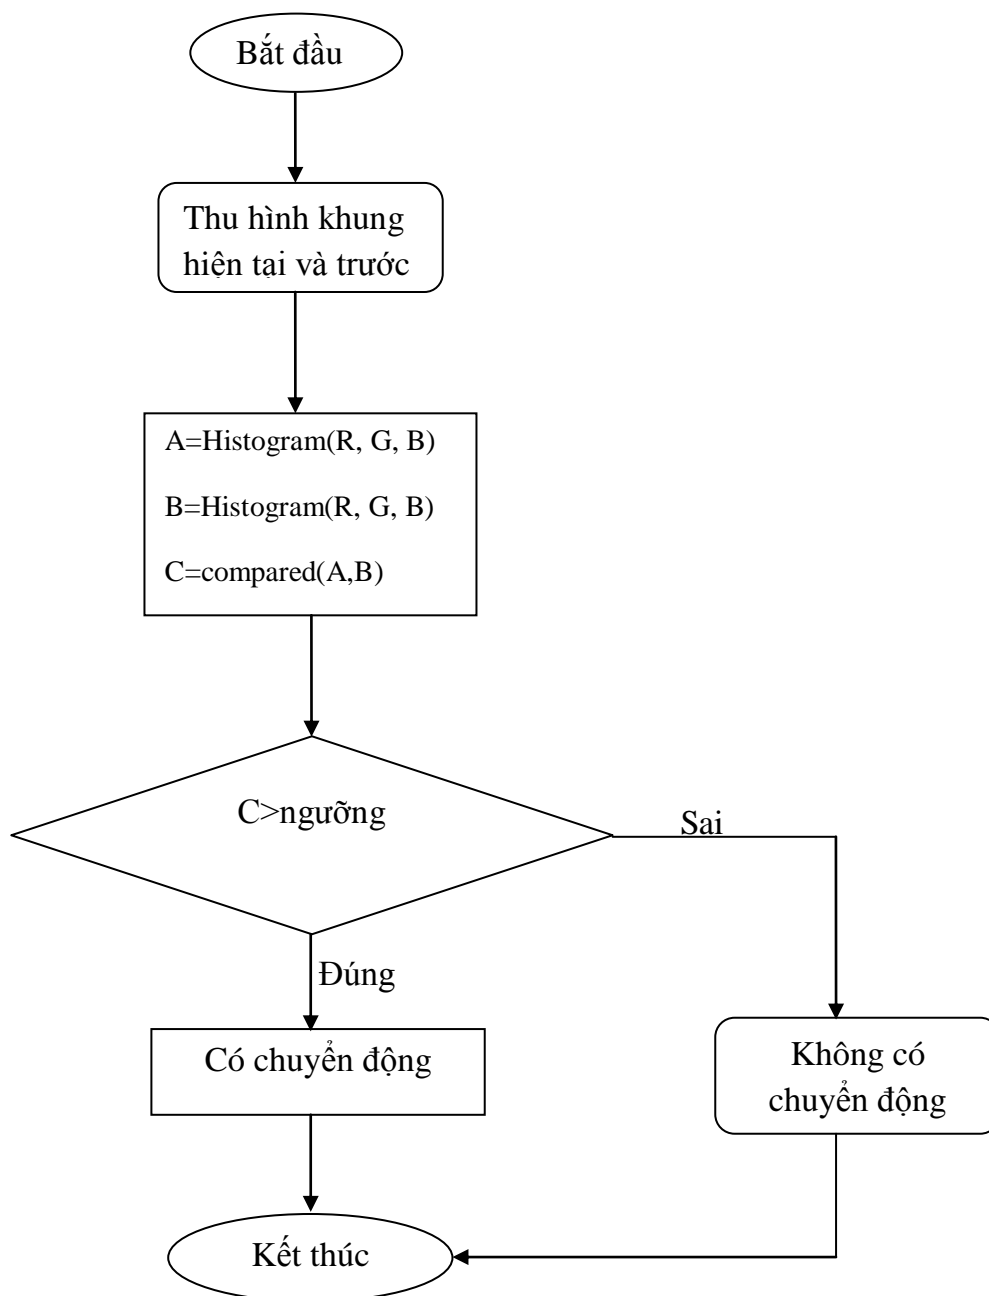 Bắt đầu
Thu hình khung
hiện tại và trước
A=Histogram(R, G, B)
B=Histogram(R, G, B)
C=compared(A,B)
C>ngưỡng
Sai
Đúng
Có chuyển động
Không có
chuyển động
Kết thúc